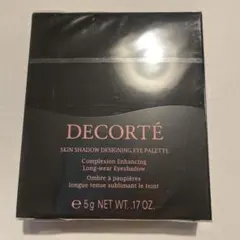 DECORTÉ
SKIN SHADOW DESIGNING EYE PALETTE
Complexion Enhancing
Long-wear Eyeshadow
Ombre à paupières
longue tenue sublimant le teint
℮ 5g NET WT. .17 OZ.